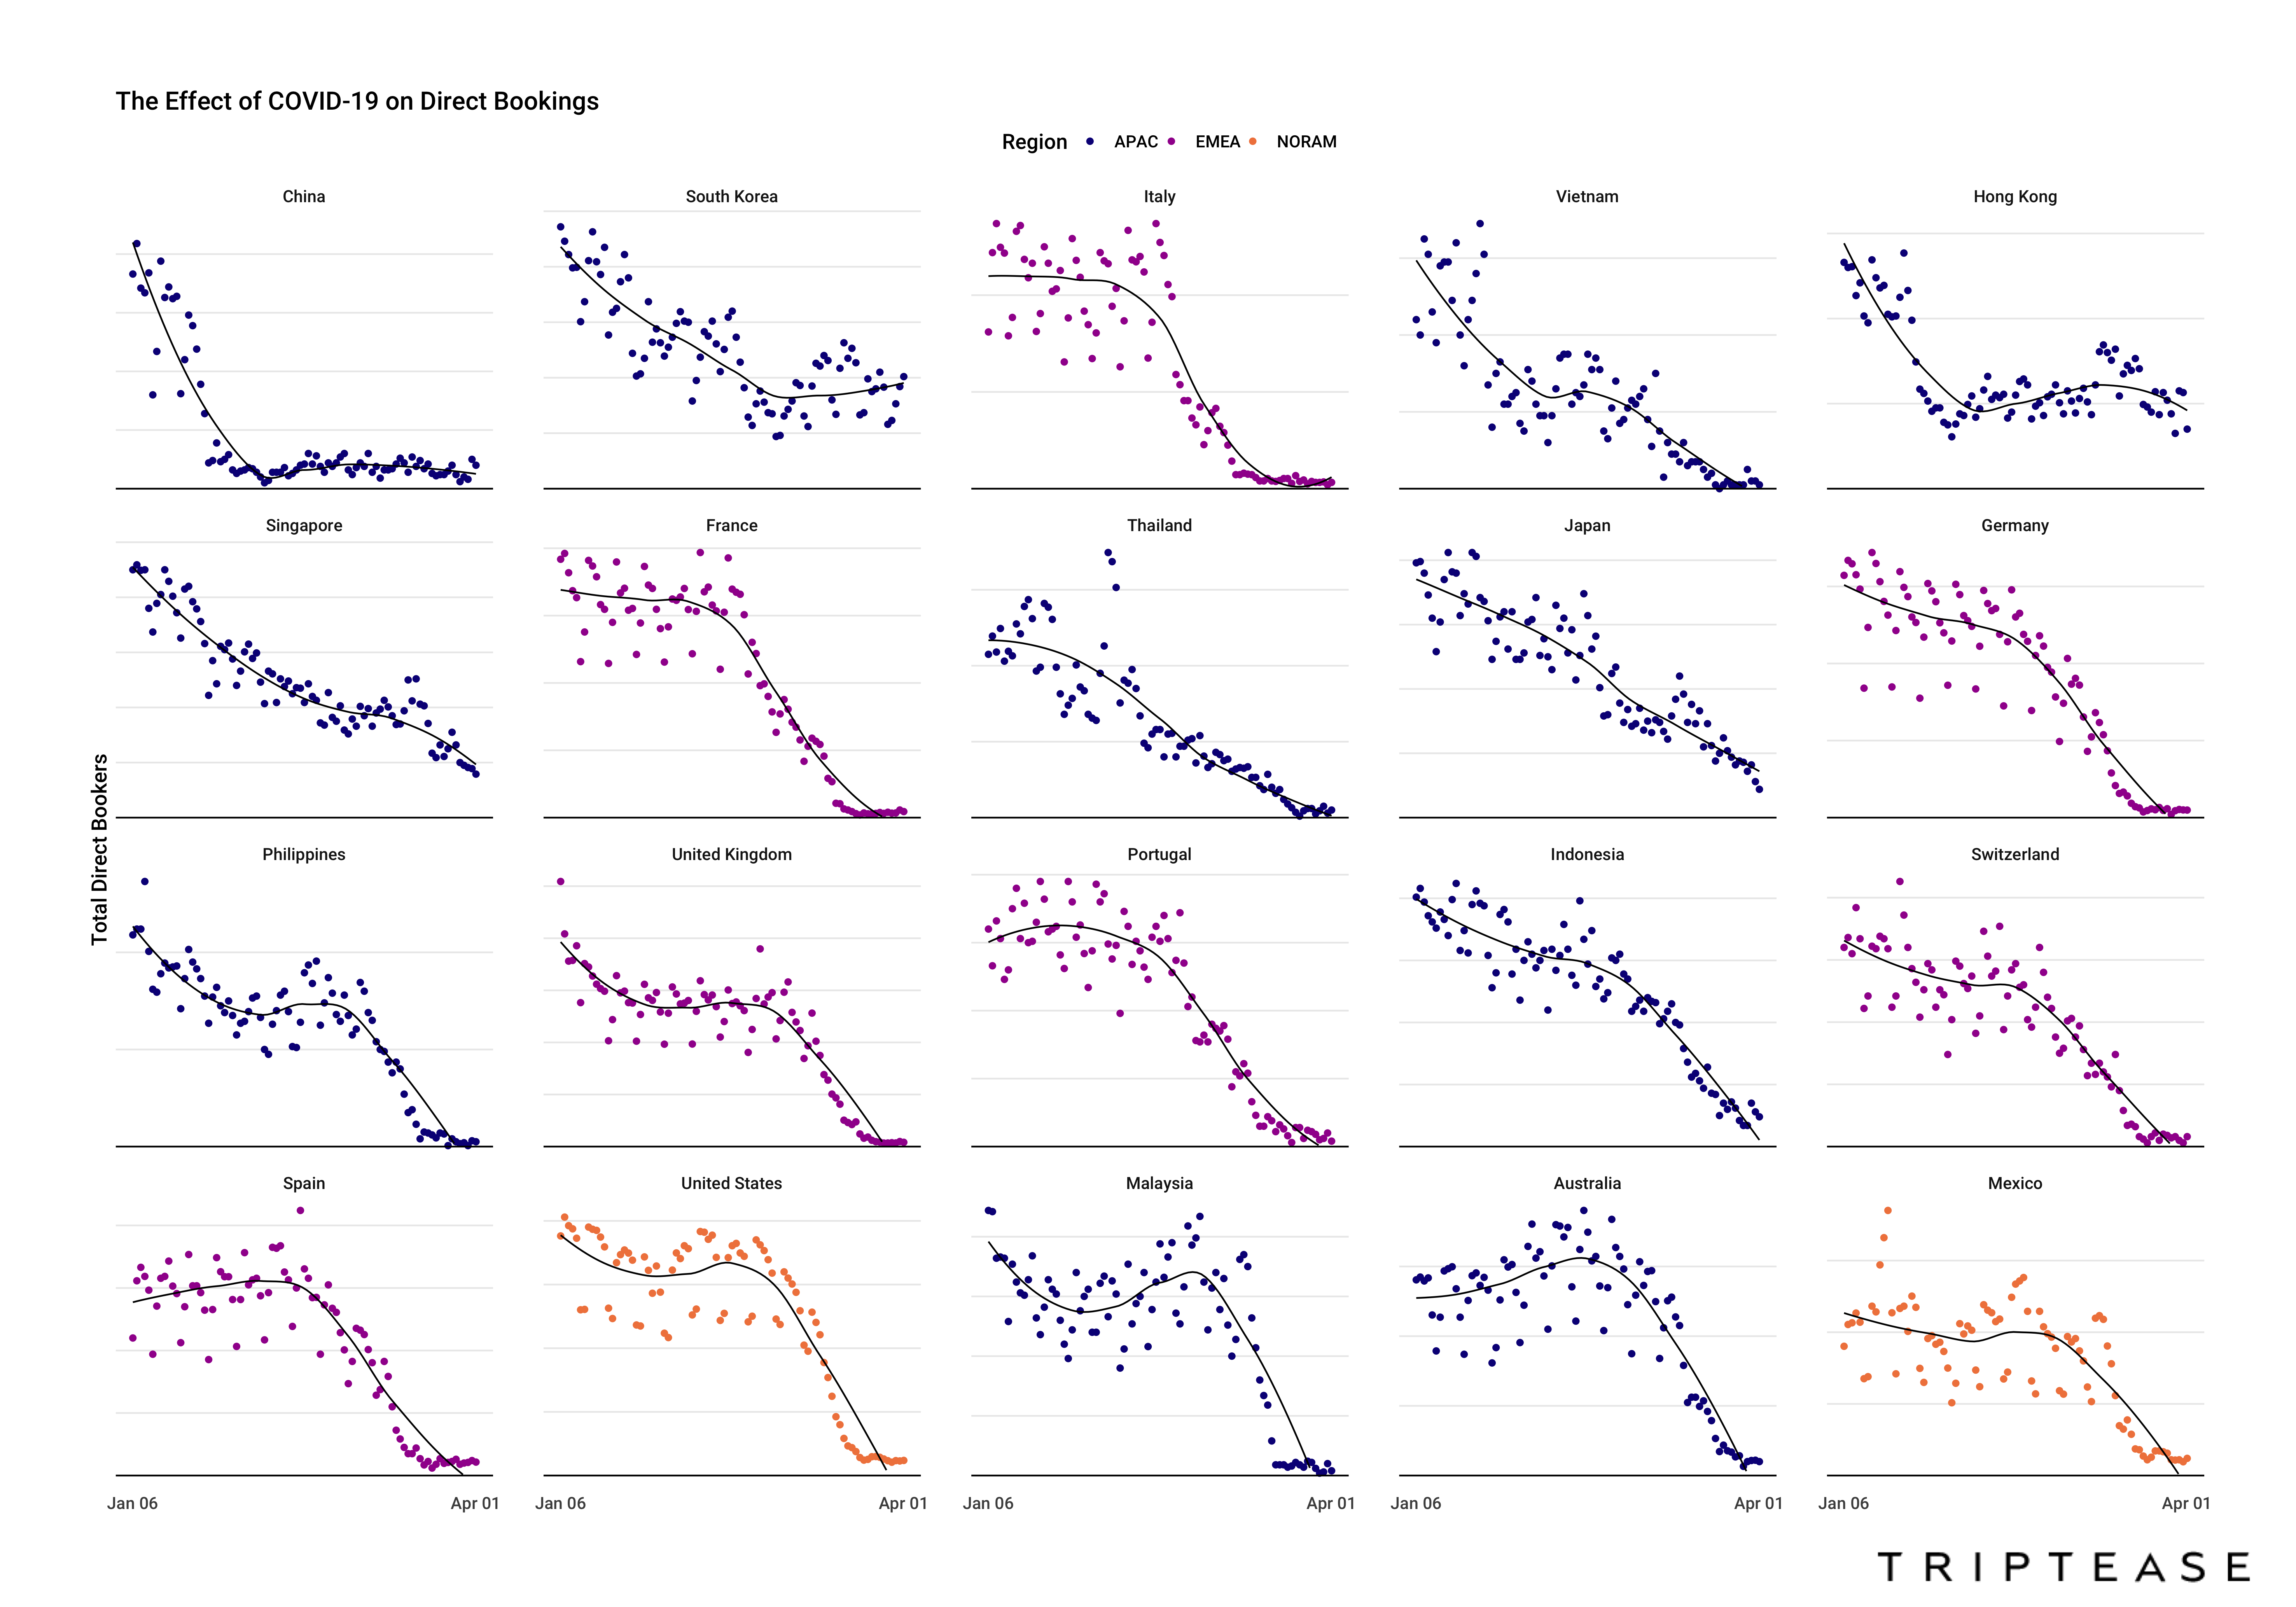 The Effect of COVID-19 on Direct Bookings
Region APAC EMEA NORAM
China South Korea Italy Vietnam Hong Kong
Singapore France Thailand Japan Germany
Total Direct Bookers
Philippines United Kingdom Portugal Indonesia Switzerland
Spain United States Malaysia Australia Mexico
Jan 06 Apr 01 Jan 06 Apr 01 Jan 06 Apr 01 Jan 06 Apr 01 Jan 06 Apr 01
TRIPTEASE